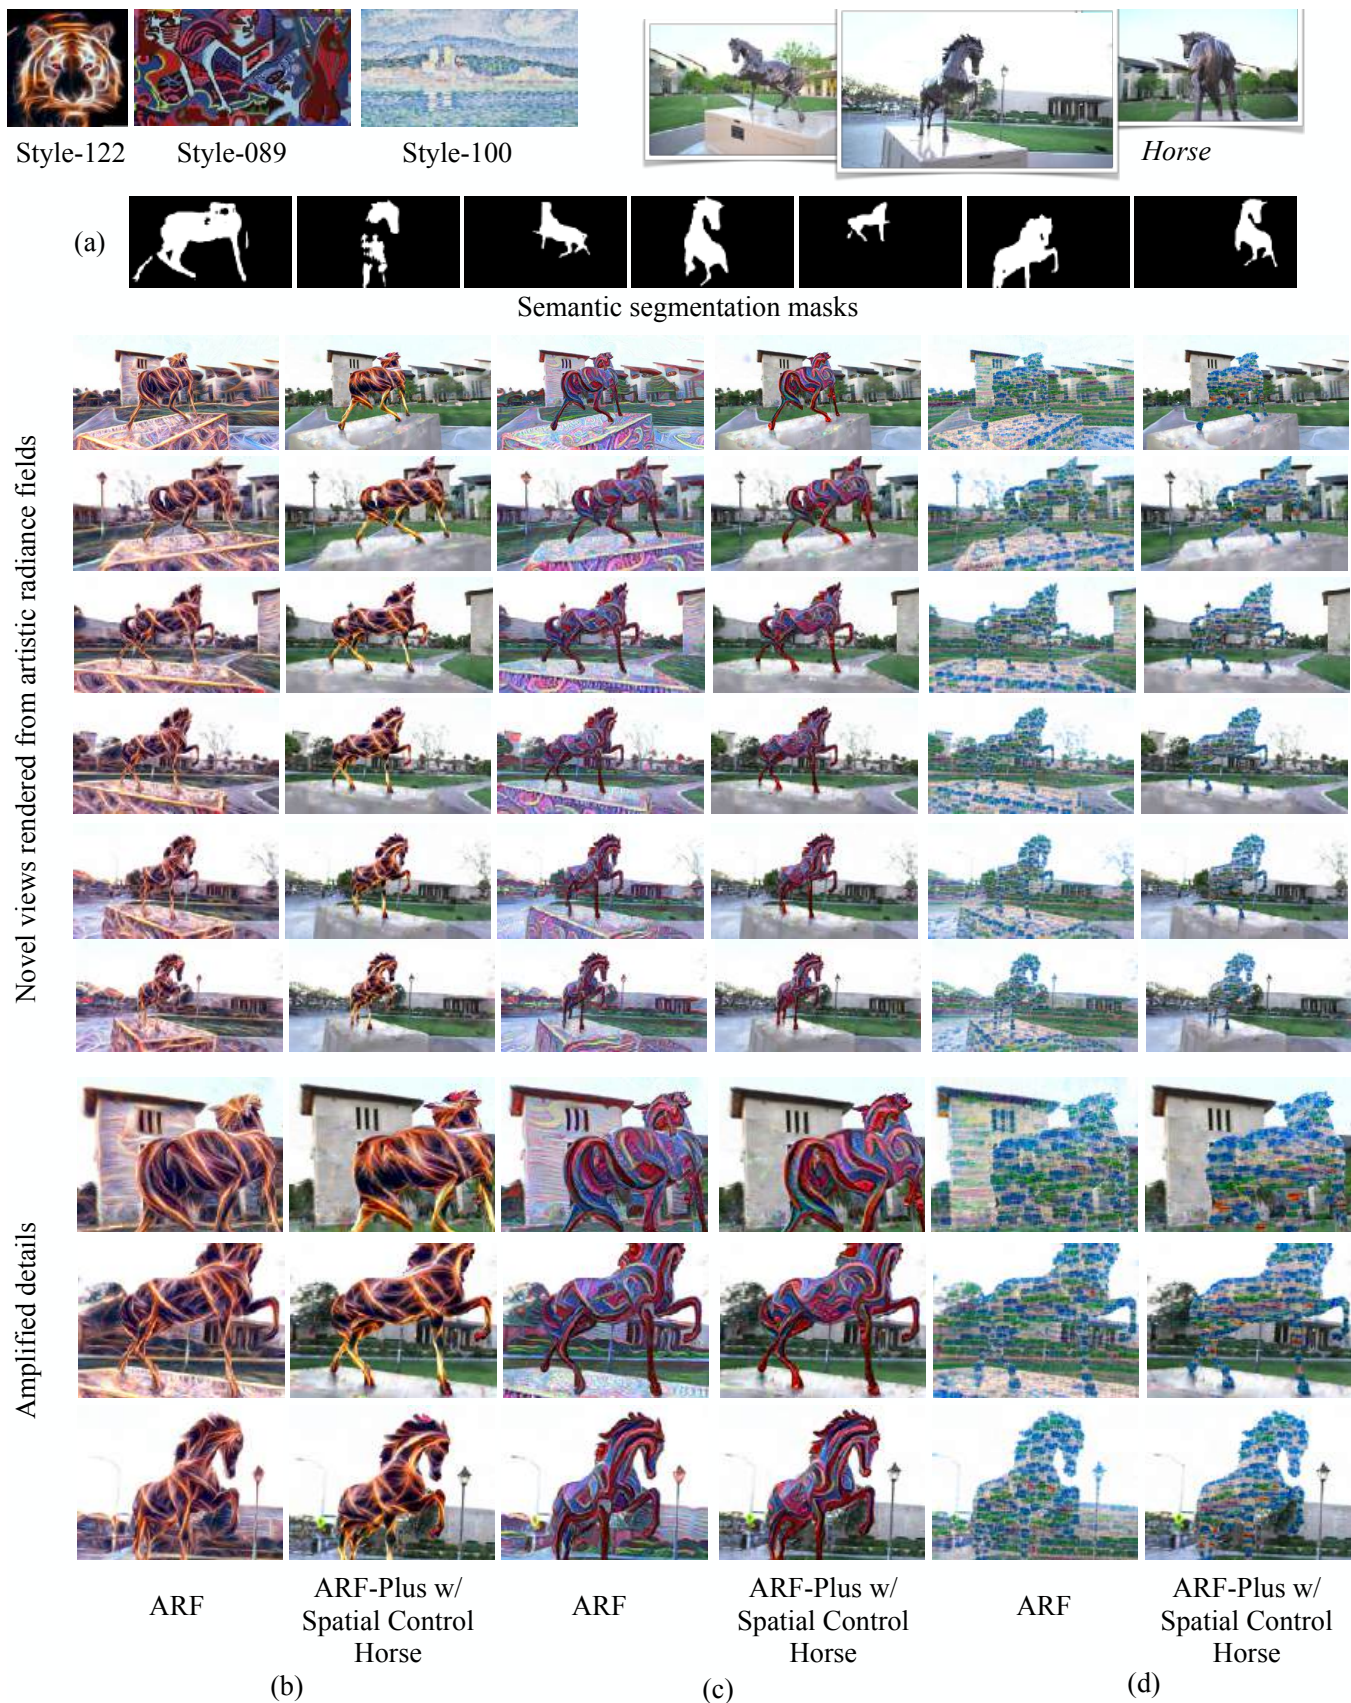 Style-122
Style-089
Style-100
Horse
(a)
Semantic segmentation masks
Novel views rendered from artistic radiance fields
Amplified details
ARF
ARF-Plus w/
Spatial Control
Horse
ARF
ARF-Plus w/
Spatial Control
Horse
ARF
ARF-Plus w/
Spatial Control
Horse
(b)
(c)
(d)